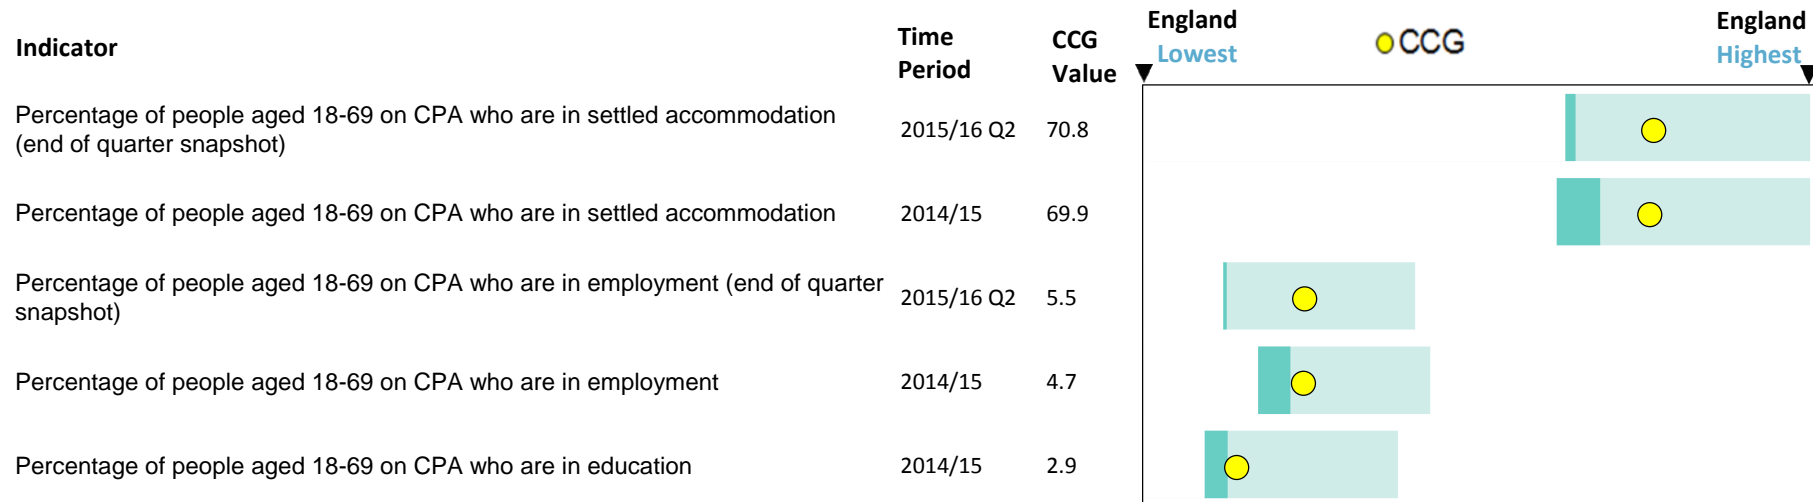 Indicator
Time Period
CCG Value
England Lowest
CCG
England Highest
Percentage of people aged 18-69 on CPA who are in settled accommodation
(end of quarter snapshot)
2015/16 Q2
70.8
Percentage of people aged 18-69 on CPA who are in settled accommodation
2014/15
69.9
Percentage of people aged 18-69 on CPA who are in employment (end of quarter
snapshot)
2015/16 Q2
5.5
Percentage of people aged 18-69 on CPA who are in employment
2014/15
4.7
Percentage of people aged 18-69 on CPA who are in education
2014/15
2.9